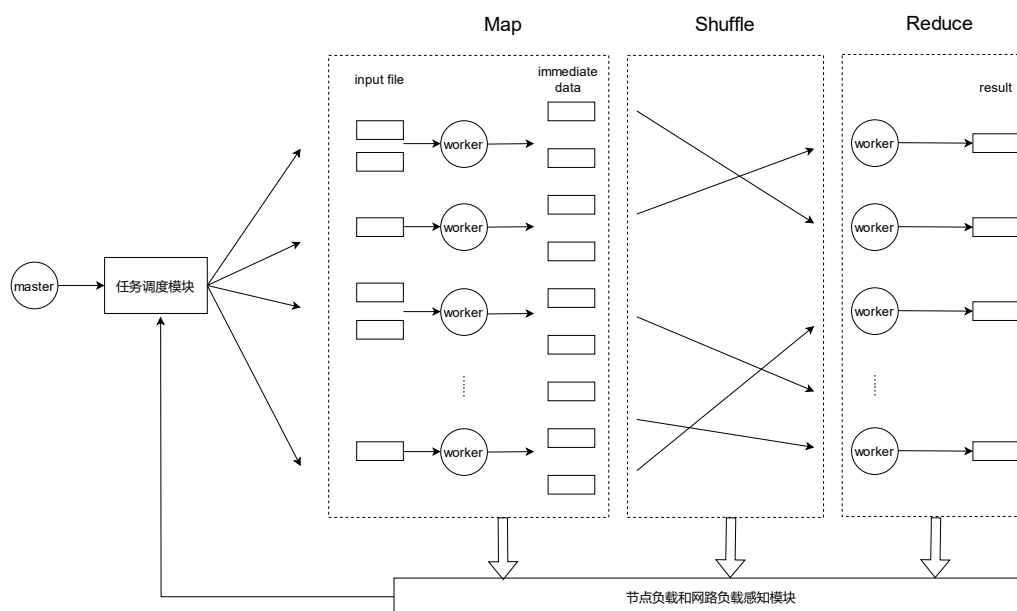 Map
Shuffle
Reduce
input file
immediate
data
result
worker
worker
worker
worker
master
任务调度模块
worker
worker
worker
worker
节点负载和网路负载感知模块